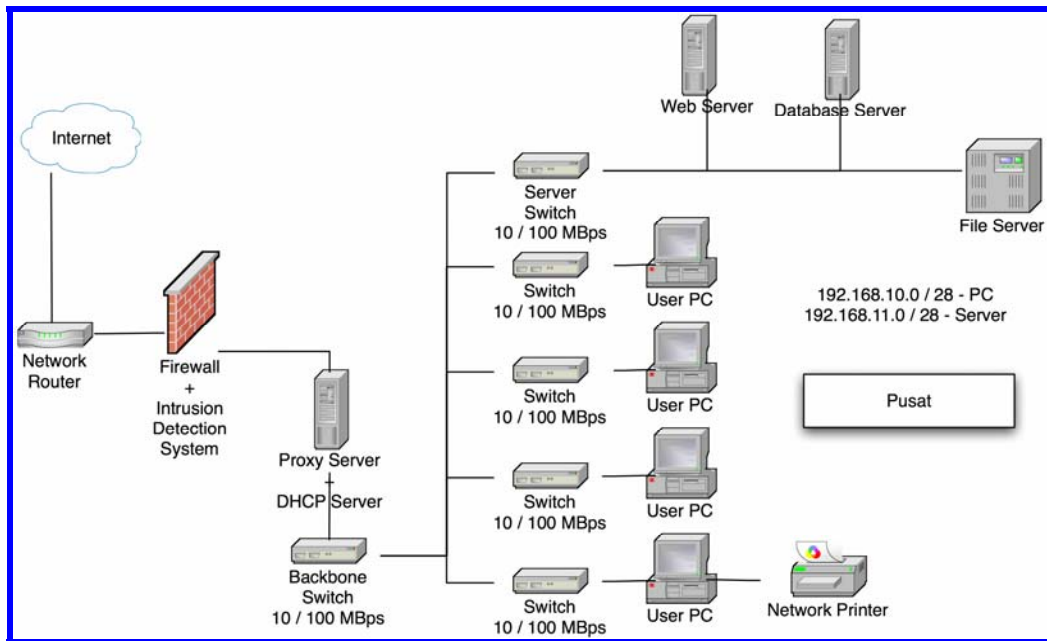 Internet
Network
Router
Firewall
+
Intrusion
Detection
System
Proxy Server
+
DHCP Server
Backbone
Switch
10 / 100 MBps
Web Server
Database Server
File Server
Server
Switch
10 / 100 MBps
Switch
10 / 100 MBps
User PC
Switch
10 / 100 MBps
User PC
Switch
10 / 100 MBps
User PC
Switch
10 / 100 MBps
User PC
Network Printer
192.168.10.0 / 28 - PC
192.168.11.0 / 28 - Server
Pusat